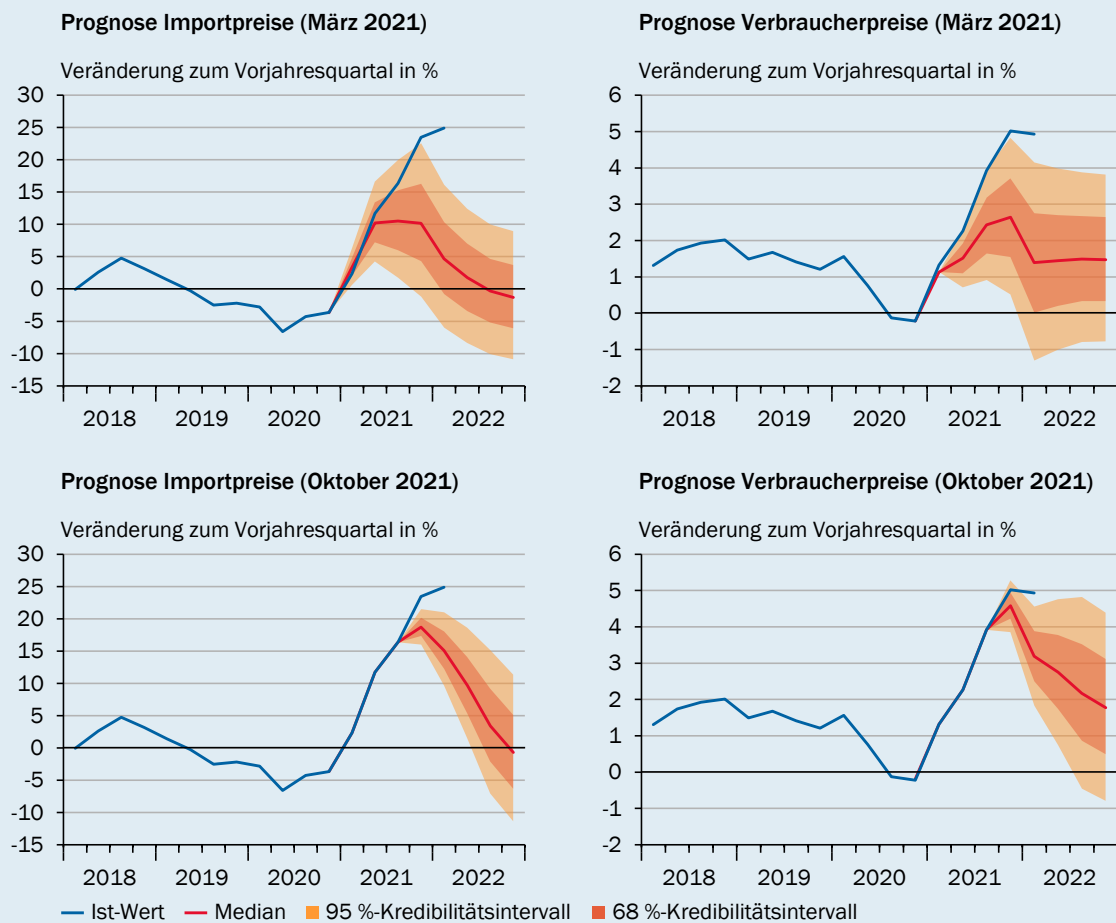 Prognose Importpreise (März 2021)
Veränderung zum Vorjahresquartal in %
30
25
20
15
10
5
0
-5
-10
-15
2018 2019 2020 2021 2022
Prognose Verbraucherpreise (März 2021)
Veränderung zum Vorjahresquartal in %
6
5
4
3
2
1
0
-1
-2
2018 2019 2020 2021 2022
Prognose Importpreise (Oktober 2021)
Veränderung zum Vorjahresquartal in %
30
25
20
15
10
5
0
-5
-10
-15
2018 2019 2020 2021 2022
Prognose Verbraucherpreise (Oktober 2021)
Veränderung zum Vorjahresquartal in %
6
5
4
3
2
1
0
-1
-2
2018 2019 2020 2021 2022
Ist-Wert Median 95 %-Kredibilitätsintervall 68 %-Kredibilitätsintervall